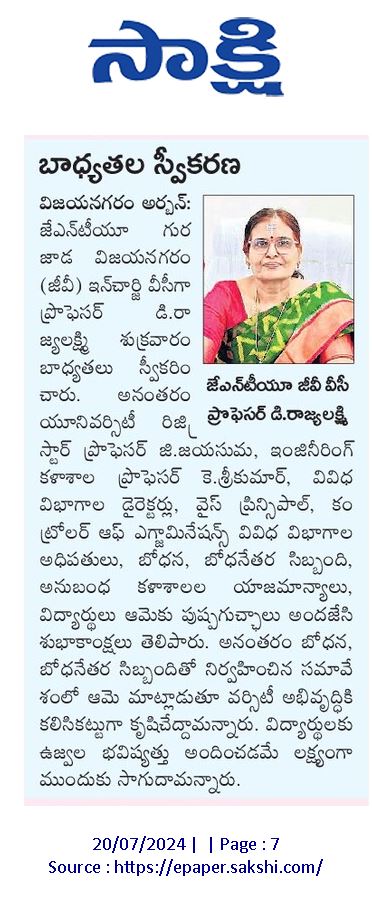 సాక్షి
బాధ్యతల స్వీకరణ
విజయనగరం అర్బన్:
జేఎన్‌టీయూ గుర
జాడ విజయనగరం
(జీవీ) ఇన్‌చార్జి వీసీగా
ప్రొఫెసర్ డి.రా
జ్యలక్ష్మి శుక్రవారం
బాధ్యతలు స్వీకరిం
చారు. అనంతరం
యూనివర్సిటీ రిజి
స్ట్రార్ ప్రొఫెసర్ జి.జయసుమ, ఇంజినీరింగ్
కళాశాల ప్రొఫెసర్ కె.శ్రీకుమార్, వివిధ
విభాగాల డైరెక్టర్లు, వైస్ ప్రిన్సిపాల్, కం
ట్రోలర్ ఆఫ్ ఎగ్జామినేషన్స్ వివిధ విభాగాల
అధిపతులు, బోధన, బోధనేతర సిబ్బంది,
అనుబంధ కళాశాలల యాజమాన్యాలు,
విద్యార్థులు ఆమెకు పుష్పగుచ్ఛాలు అందజేసి
శుభాకాంక్షలు తెలిపారు. అనంతరం బోధన,
బోధనేతర సిబ్బందితో నిర్వహించిన సమావే
శంలో ఆమె మాట్లాడుతూ వర్సిటీ అభివృద్ధికి
కలిసికట్టుగా కృషిచేద్దామన్నారు. విద్యార్థులకు
ఉజ్వల భవిష్యత్తు అందించడమే లక్ష్యంగా
ముందుకు సాగుదామన్నారు.
జేఎన్‌టీయూ జీవీ వీసీ
ప్రొఫెసర్ డి.రాజ్యలక్ష్మి
20/07/2024 | | Page : 7
Source : https://epaper.sakshi.com/